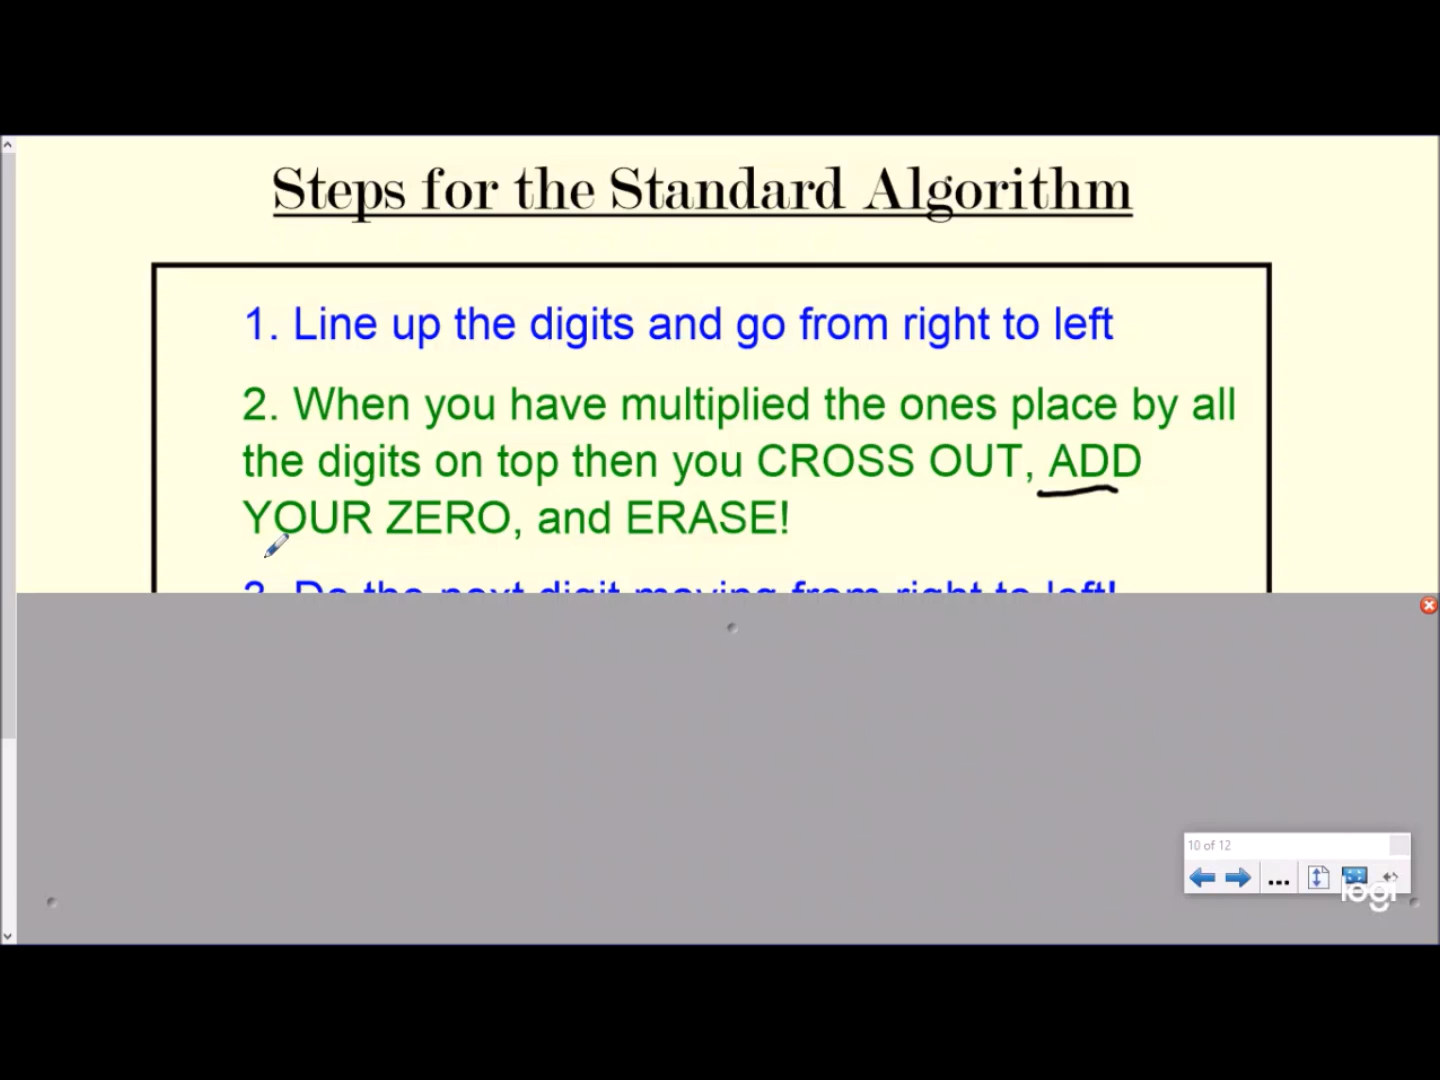 Steps for the Standard Algorithm
1. Line up the digits and go from right to left
2. When you have multiplied the ones place by all
the digits on top then you CROSS OUT, ADD
YOUR ZERO, and ERASE!
3. Do the next digit moving from right to left!
10 of 12
logi